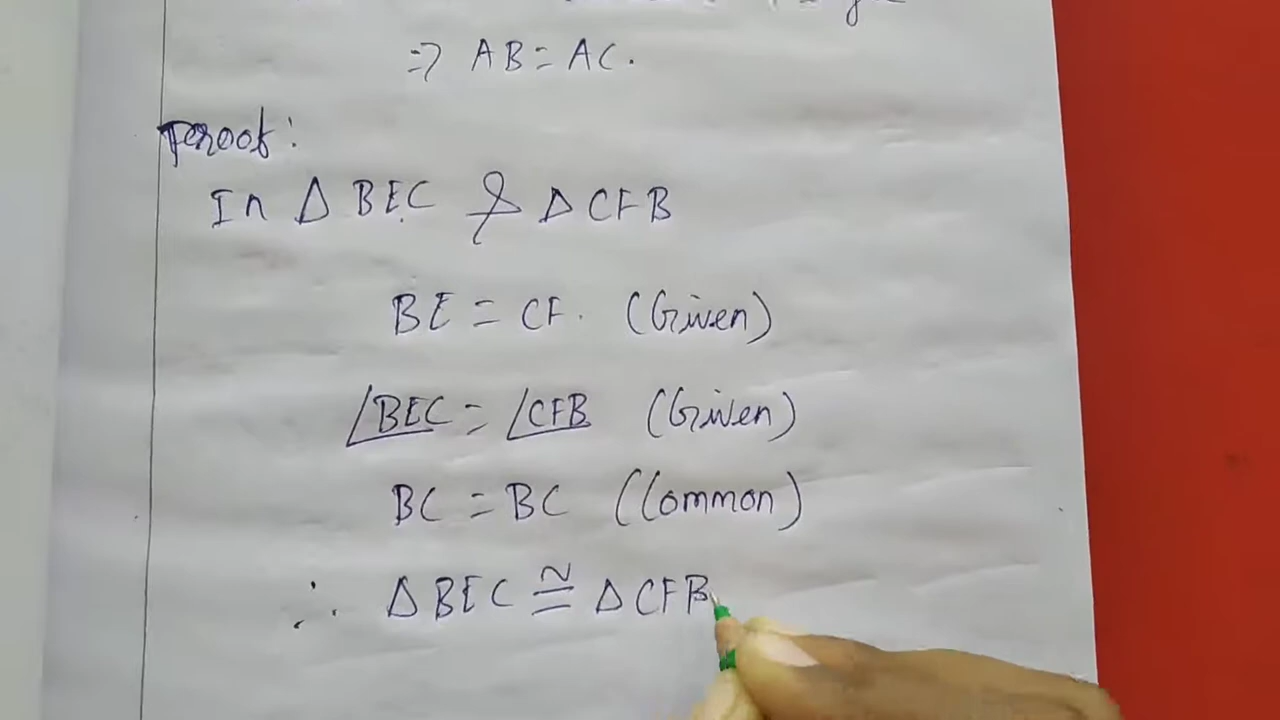 => AB = AC.
Proof:
In Δ BEC & Δ CFB
BE = CF. (Given)
∠BEC = ∠CFB (Given)
BC = BC (Common)
∴ Δ BEC ≅ Δ CFB